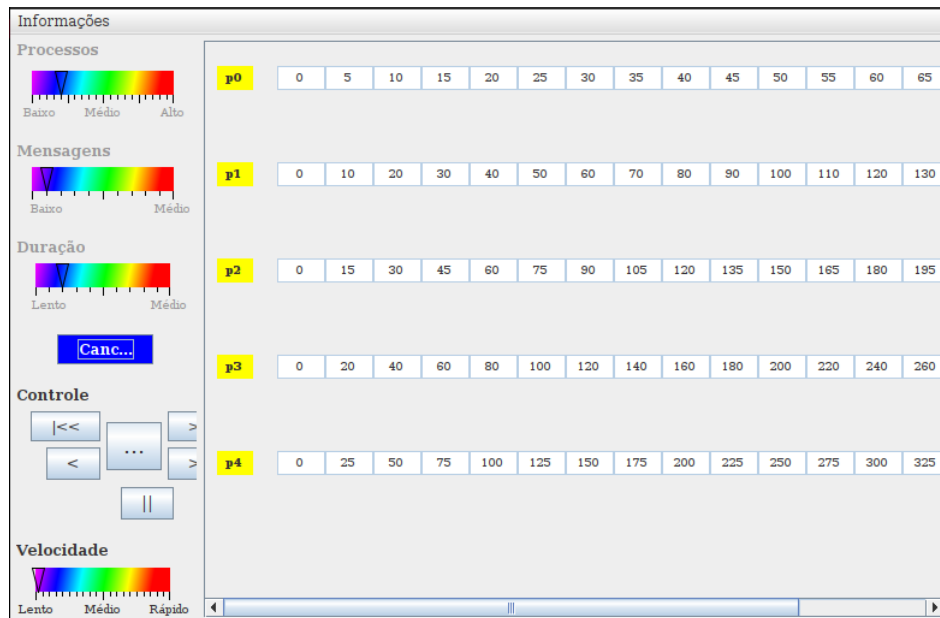 Informações
Processos
Baixo Médio Alto
Mensagens
Baixo Médio
Duração
Lento Médio
Canc...
Controle
|<< ... >
< >
||
Velocidade
Lento Médio Rápido
p0 0 5 10 15 20 25 30 35 40 45 50 55 60 65
p1 0 10 20 30 40 50 60 70 80 90 100 110 120 130
p2 0 15 30 45 60 75 90 105 120 135 150 165 180 195
p3 0 20 40 60 80 100 120 140 160 180 200 220 240 260
p4 0 25 50 75 100 125 150 175 200 225 250 275 300 325